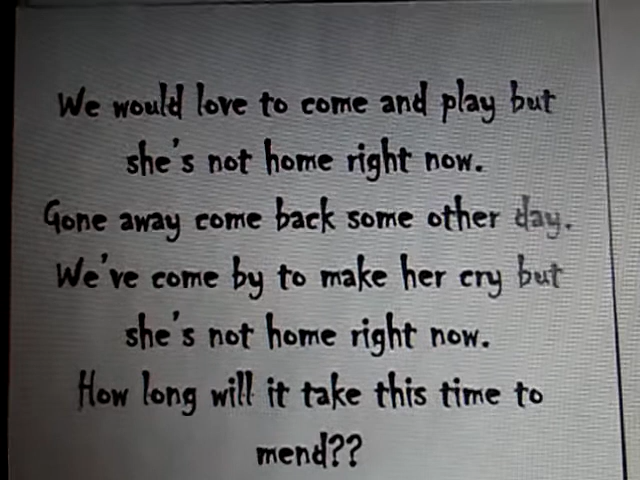 We would love to come and play but
she's not home right now.
Gone away come back some other day.
We've come by to make her cry but
she's not home right now.
How long will it take this time to
mend??